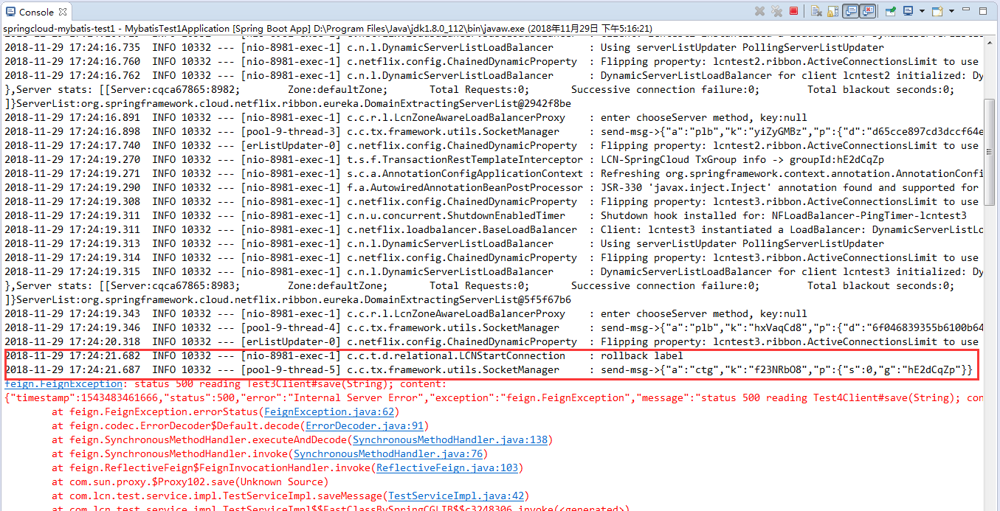 Console
springcloud-mybatis-test1 - MybatisTest1Application [Spring Boot App] D:\Program Files\Java\jdk1.8.0_112\bin\javaw.exe (2018年11月29日 下午5:16:21)
2018-11-29 17:24:16.735  INFO 10332 --- [nio-8981-exec-1] c.n.l.DynamicServerListLoadBalancer      : Using serverListUpdater PollingServerListUpdater
2018-11-29 17:24:16.760  INFO 10332 --- [nio-8981-exec-1] c.netflix.config.ChainedDynamicProperty  : Flipping property: lcntest2.ribbon.ActiveConnectionsLimit to use
2018-11-29 17:24:16.762  INFO 10332 --- [nio-8981-exec-1] c.n.l.DynamicServerListLoadBalancer      : DynamicServerListLoadBalancer for client lcntest2 initialized: Dy
},Server stats: [[Server:cqca67865:8982;        Zone:defaultZone;       Total Requests:0;       Successive connection failure:0;        Total blackout seconds:0;
]}ServerList:org.springframework.cloud.netflix.ribbon.eureka.DomainExtractingServerList@2942f8be
2018-11-29 17:24:16.891  INFO 10332 --- [nio-8981-exec-1] c.c.r.l.LcnZoneAwareLoadBalancerProxy    : enter chooseServer method, key:null
2018-11-29 17:24:16.898  INFO 10332 --- [pool-9-thread-3] c.c.tx.framework.utils.SocketManager     : send-msg->{"a":"plb","k":"yiZyGMBz","p":{"d":"d65cce897cd3dccf64e
2018-11-29 17:24:17.740  INFO 10332 --- [erListUpdater-0] c.netflix.config.ChainedDynamicProperty  : Flipping property: lcntest2.ribbon.ActiveConnectionsLimit to use
2018-11-29 17:24:19.270  INFO 10332 --- [nio-8981-exec-1] t.s.f.TransactionRestTemplateInterceptor : LCN-SpringCloud TxGroup info -> groupId:hE2dCqZp
2018-11-29 17:24:19.271  INFO 10332 --- [nio-8981-exec-1] s.c.a.AnnotationConfigApplicationContext : Refreshing org.springframework.context.annotation.AnnotationConfi
2018-11-29 17:24:19.290  INFO 10332 --- [nio-8981-exec-1] f.a.AutowiredAnnotationBeanPostProcessor : JSR-330 'javax.inject.Inject' annotation found and supported for
2018-11-29 17:24:19.308  INFO 10332 --- [nio-8981-exec-1] c.netflix.config.ChainedDynamicProperty  : Flipping property: lcntest3.ribbon.ActiveConnectionsLimit to use
2018-11-29 17:24:19.311  INFO 10332 --- [nio-8981-exec-1] c.n.u.concurrent.ShutdownEnabledTimer    : Shutdown hook installed for: NFLoadBalancer-PingTimer-lcntest3
2018-11-29 17:24:19.311  INFO 10332 --- [nio-8981-exec-1] c.netflix.loadbalancer.BaseLoadBalancer  : Client: lcntest3 instantiated a LoadBalancer: DynamicServerListLo
2018-11-29 17:24:19.313  INFO 10332 --- [nio-8981-exec-1] c.n.l.DynamicServerListLoadBalancer      : Using serverListUpdater PollingServerListUpdater
2018-11-29 17:24:19.314  INFO 10332 --- [nio-8981-exec-1] c.netflix.config.ChainedDynamicProperty  : Flipping property: lcntest3.ribbon.ActiveConnectionsLimit to use
2018-11-29 17:24:19.315  INFO 10332 --- [nio-8981-exec-1] c.n.l.DynamicServerListLoadBalancer      : DynamicServerListLoadBalancer for client lcntest3 initialized: Dy
},Server stats: [[Server:cqca67865:8983;        Zone:defaultZone;       Total Requests:0;       Successive connection failure:0;        Total blackout seconds:0;
]}ServerList:org.springframework.cloud.netflix.ribbon.eureka.DomainExtractingServerList@5f5f67b6
2018-11-29 17:24:19.343  INFO 10332 --- [nio-8981-exec-1] c.c.r.l.LcnZoneAwareLoadBalancerProxy    : enter chooseServer method, key:null
2018-11-29 17:24:19.346  INFO 10332 --- [pool-9-thread-4] c.c.tx.framework.utils.SocketManager     : send-msg->{"a":"plb","k":"hxVaqCd8","p":{"d":"6f046839355b6100b64
2018-11-29 17:24:20.318  INFO 10332 --- [erListUpdater-0] c.netflix.config.ChainedDynamicProperty  : Flipping property: lcntest3.ribbon.ActiveConnectionsLimit to use
2018-11-29 17:24:21.682  INFO 10332 --- [nio-8981-exec-1] c.c.t.d.relational.LCNStartConnection    : rollback label
2018-11-29 17:24:21.687  INFO 10332 --- [pool-9-thread-5] c.c.tx.framework.utils.SocketManager     : send-msg->{"a":"ctg","k":"f23NRbO8","p":{"s":0,"g":"hE2dCqZp"}}
feign.FeignException: status 500 reading Test3Client#save(String); content:
{"timestamp":1543483461666,"status":500,"error":"Internal Server Error","exception":"feign.FeignException","message":"status 500 reading Test4Client#save(String); con
at feign.FeignException.errorStatus(FeignException.java:62)
at feign.codec.ErrorDecoder$Default.decode(ErrorDecoder.java:91)
at feign.SynchronousMethodHandler.executeAndDecode(SynchronousMethodHandler.java:138)
at feign.SynchronousMethodHandler.invoke(SynchronousMethodHandler.java:76)
at feign.ReflectiveFeign$FeignInvocationHandler.invoke(ReflectiveFeign.java:103)
at com.sun.proxy.$Proxy102.save(Unknown Source)
at com.lcn.test.service.impl.TestServiceImpl.saveMessage(TestServiceImpl.java:42)
at com.lcn.test.service.impl.TestServiceImpl$$FastClassBySpringCGLIB$$c3248306.invoke(<generated>)